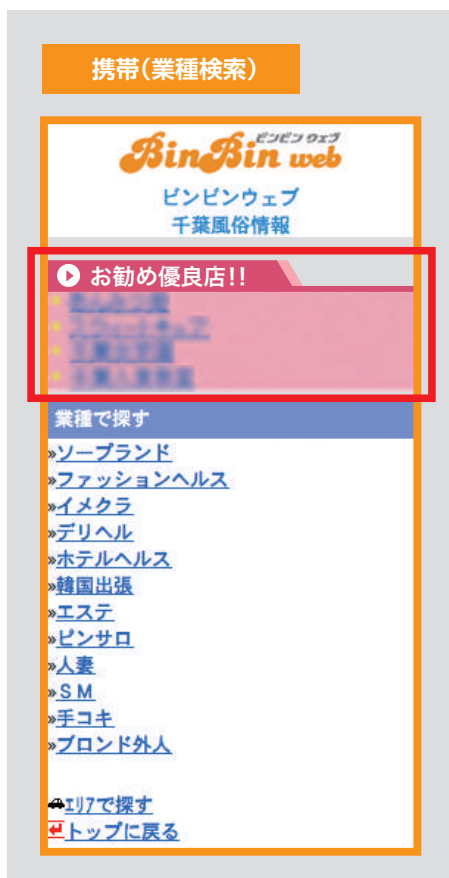 携帯（業種検索）
ビンビン ウェブ
BinBin web
ビンビンウェブ
千葉風俗情報
お勧め優良店!!
業種で探す
»ソープランド
»ファッションヘルス
»イメクラ
»デリヘル
»ホテルヘルス
»韓国出張
»エステ
»ピンサロ
»人妻
»ＳＭ
»手コキ
»ブロンド外人
ｴﾘｱで探す
トップに戻る